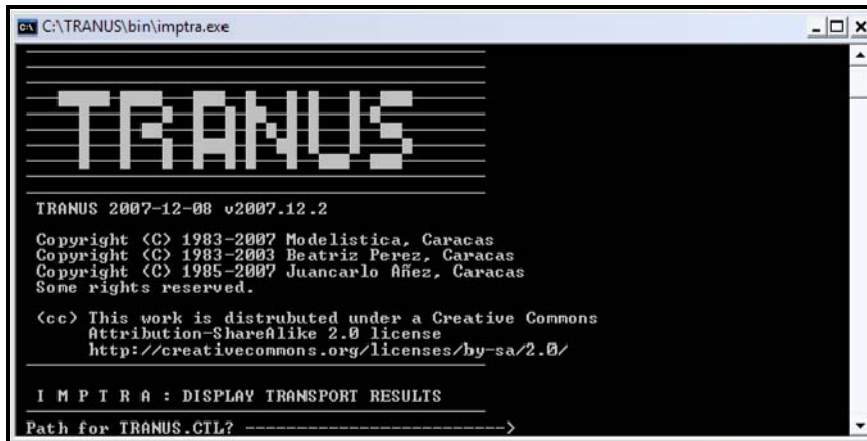 C:\TRANUS\bin\imptra.exe
TRANUS
TRANUS 2007-12-08 v2007.12.2
Copyright (C) 1983-2007 Modelistica, Caracas
Copyright (C) 1983-2003 Beatriz Perez, Caracas
Copyright (C) 1985-2007 Juancarlo Añez, Caracas
Some rights reserved.
(cc) This work is distrubuted under a Creative Commons
Attribution-ShareAlike 2.0 license
http://creativecommons.org/licenses/by-sa/2.0/
I M P T R A : DISPLAY TRANSPORT RESULTS
Path for TRANUS.CTL? -------------------------->